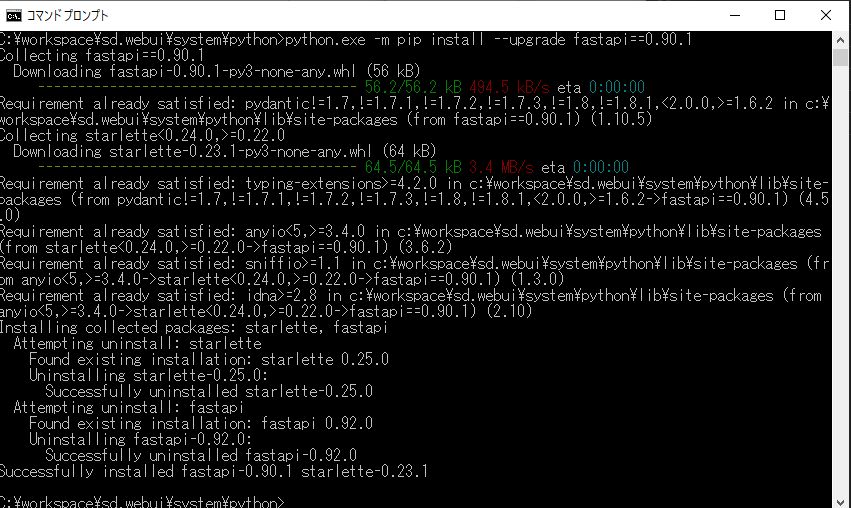 コマンド プロンプト
C:¥workspace¥sd.webui¥system¥python>python.exe -m pip install --upgrade fastapi==0.90.1
Collecting fastapi==0.90.1
  Downloading fastapi-0.90.1-py3-none-any.whl (56 kB)
     ---------------------------------------- 56.2/56.2 kB 494.5 kB/s eta 0:00:00
Requirement already satisfied: pydantic!=1.7,!=1.7.1,!=1.7.2,!=1.7.3,!=1.8,!=1.8.1,<2.0.0,>=1.6.2 in c:¥
workspace¥sd.webui¥system¥python¥lib¥site-packages (from fastapi==0.90.1) (1.10.5)
Collecting starlette<0.24.0,>=0.22.0
  Downloading starlette-0.23.1-py3-none-any.whl (64 kB)
     ---------------------------------------- 64.5/64.5 kB 3.4 MB/s eta 0:00:00
Requirement already satisfied: typing-extensions>=4.2.0 in c:¥workspace¥sd.webui¥system¥python¥lib¥site-
packages (from pydantic!=1.7,!=1.7.1,!=1.7.2,!=1.7.3,!=1.8,!=1.8.1,<2.0.0,>=1.6.2->fastapi==0.90.1) (4.5
.0)
Requirement already satisfied: anyio<5,>=3.4.0 in c:¥workspace¥sd.webui¥system¥python¥lib¥site-packages
(from starlette<0.24.0,>=0.22.0->fastapi==0.90.1) (3.6.2)
Requirement already satisfied: sniffio>=1.1 in c:¥workspace¥sd.webui¥system¥python¥lib¥site-packages (fr
om anyio<5,>=3.4.0->starlette<0.24.0,>=0.22.0->fastapi==0.90.1) (1.3.0)
Requirement already satisfied: idna>=2.8 in c:¥workspace¥sd.webui¥system¥python¥lib¥site-packages (from
anyio<5,>=3.4.0->starlette<0.24.0,>=0.22.0->fastapi==0.90.1) (2.10)
Installing collected packages: starlette, fastapi
  Attempting uninstall: starlette
    Found existing installation: starlette 0.25.0
    Uninstalling starlette-0.25.0:
      Successfully uninstalled starlette-0.25.0
  Attempting uninstall: fastapi
    Found existing installation: fastapi 0.92.0
    Uninstalling fastapi-0.92.0:
      Successfully uninstalled fastapi-0.92.0
Successfully installed fastapi-0.90.1 starlette-0.23.1
C:¥workspace¥sd.webui¥system¥python>